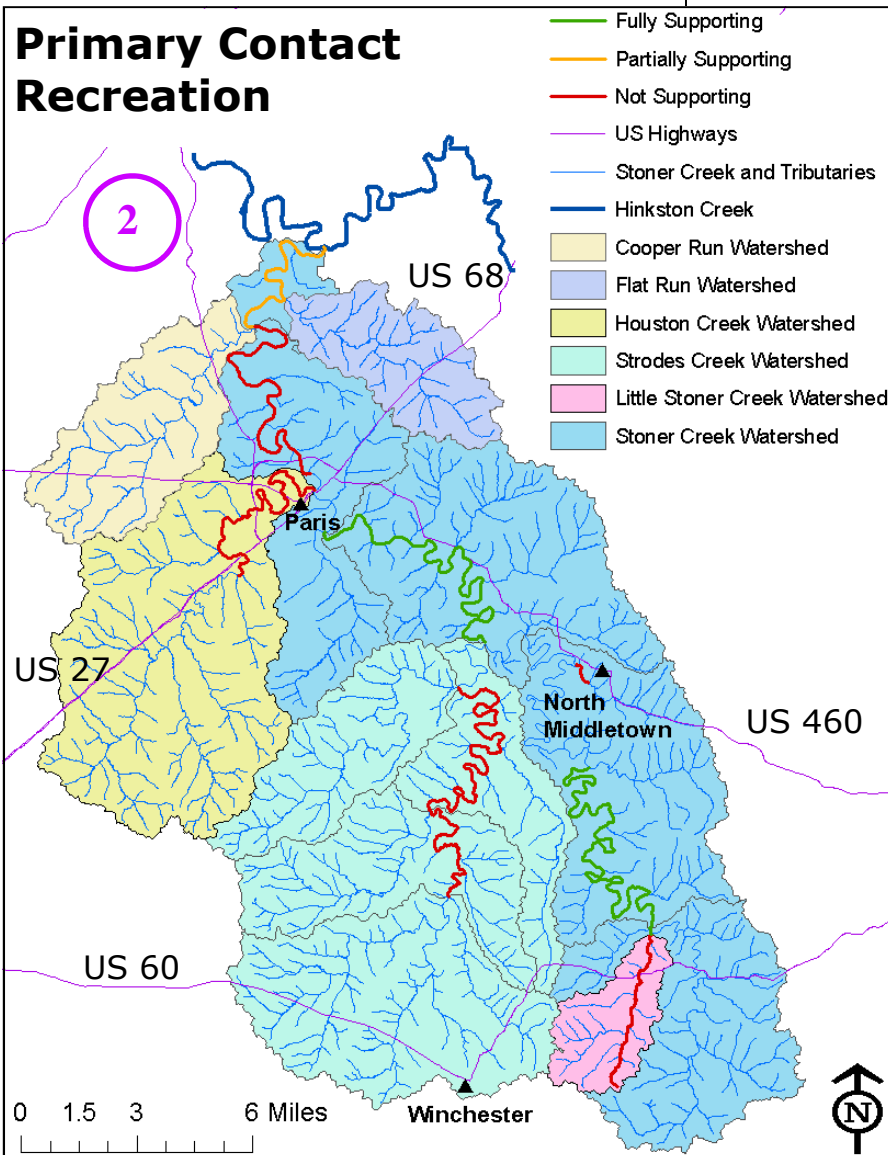 Primary Contact
Recreation
Fully Supporting
Partially Supporting
Not Supporting
US Highways
Stoner Creek and Tributaries
Hinkston Creek
Cooper Run Watershed
Flat Run Watershed
Houston Creek Watershed
Strodes Creek Watershed
Little Stoner Creek Watershed
Stoner Creek Watershed
2
US 68
Paris
US 27
North
Middletown
US 460
US 60
Winchester
0 1.5 3 6 Miles
N